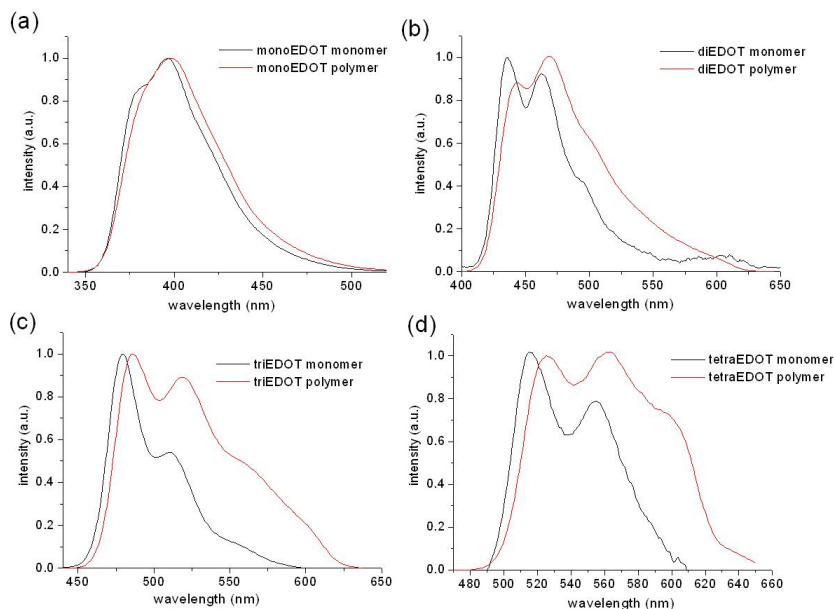 (a)
monoEDOT monomer
monoEDOT polymer
1.0
0.8
0.6
0.4
0.2
0.0
intensity (a.u.)
350 400 450 500
wavelength (nm)
(b)
diEDOT monomer
diEDOT polymer
1.0
0.8
0.6
0.4
0.2
0.0
intensity (a.u.)
400 450 500 550 600 650
wavelength (nm)
(c)
triEDOT monomer
triEDOT polymer
1.0
0.8
0.6
0.4
0.2
0.0
intensity (a.u.)
450 500 550 600 650
wavelength (nm)
(d)
tetraEDOT monomer
tetraEDOT polymer
1.0
0.8
0.6
0.4
0.2
0.0
intensity (a.u.)
480 500 520 540 560 580 600 620 640 660
wavelength (nm)